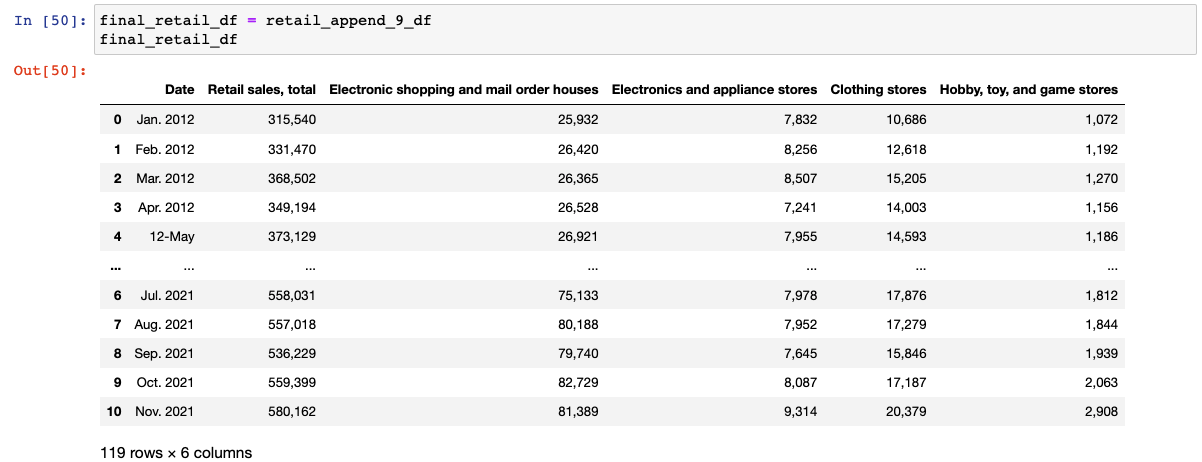 In [50]: final_retail_df = retail_append_9_df
final_retail_df
Out[50]:
Date Retail sales, total Electronic shopping and mail order houses Electronics and appliance stores Clothing stores Hobby, toy, and game stores
0 Jan. 2012 315,540 25,932 7,832 10,686 1,072
1 Feb. 2012 331,470 26,420 8,256 12,618 1,192
2 Mar. 2012 368,502 26,365 8,507 15,205 1,270
3 Apr. 2012 349,194 26,528 7,241 14,003 1,156
4 12-May 373,129 26,921 7,955 14,593 1,186
... ... ... ... ... ... ...
6 Jul. 2021 558,031 75,133 7,978 17,876 1,812
7 Aug. 2021 557,018 80,188 7,952 17,279 1,844
8 Sep. 2021 536,229 79,740 7,645 15,846 1,939
9 Oct. 2021 559,399 82,729 8,087 17,187 2,063
10 Nov. 2021 580,162 81,389 9,314 20,379 2,908
119 rows × 6 columns